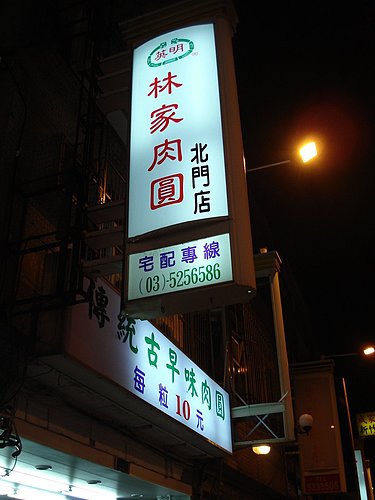 英明
林家肉圓
北門店
宅配專線
(03)-5256586
傳統古早味肉圓
每粒10元